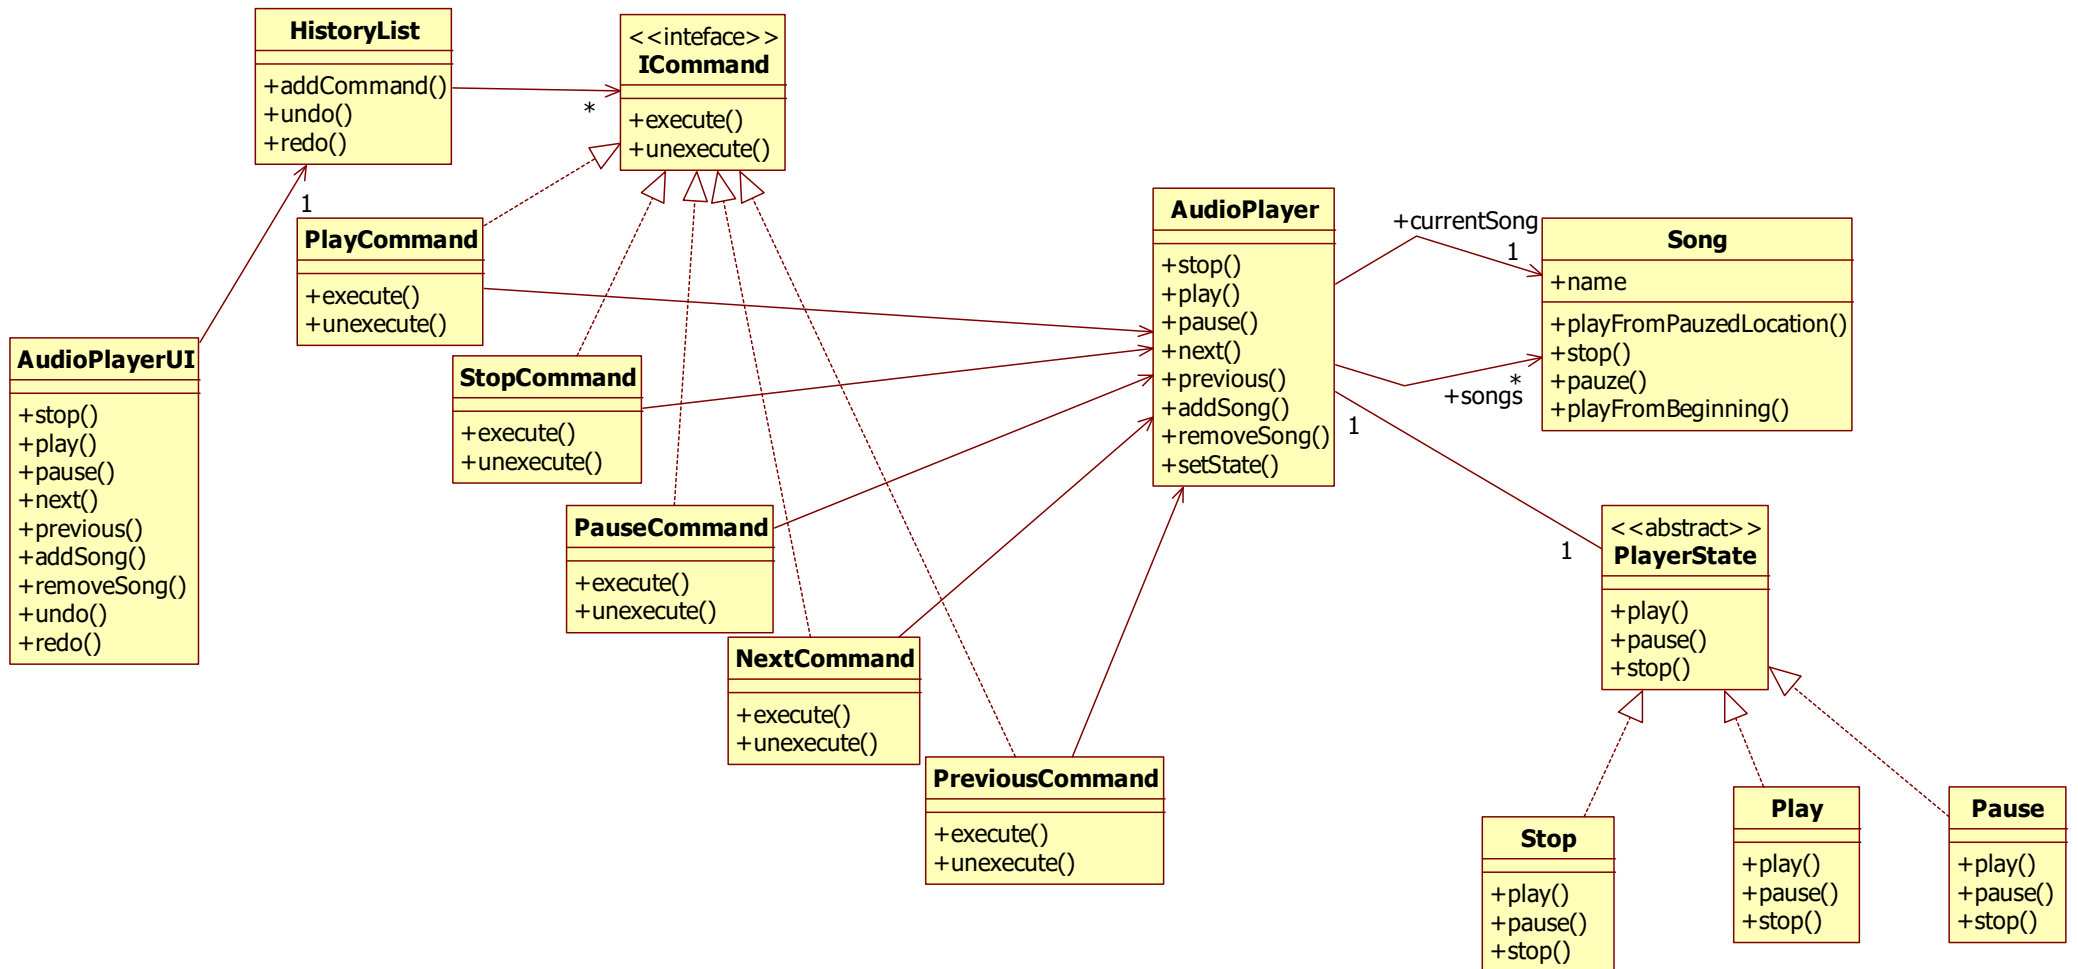 HistoryList
+addCommand()
+undo()
+redo()
<<inteface>>
ICommand
+execute()
+unexecute()
*
1
PlayCommand
+execute()
+unexecute()
AudioPlayerUI
+stop()
+play()
+pause()
+next()
+previous()
+addSong()
+removeSong()
+undo()
+redo()
StopCommand
+execute()
+unexecute()
PauseCommand
+execute()
+unexecute()
NextCommand
+execute()
+unexecute()
PreviousCommand
+execute()
+unexecute()
AudioPlayer
+stop()
+play()
+pause()
+next()
+previous()
+addSong()
+removeSong()
+setState()
+currentSong
1
*
+songs
1
1
Song
+name
+playFromPauzedLocation()
+stop()
+pauze()
+playFromBeginning()
<<abstract>>
PlayerState
+play()
+pause()
+stop()
Stop
+play()
+pause()
+stop()
Play
+play()
+pause()
+stop()
Pause
+play()
+pause()
+stop()